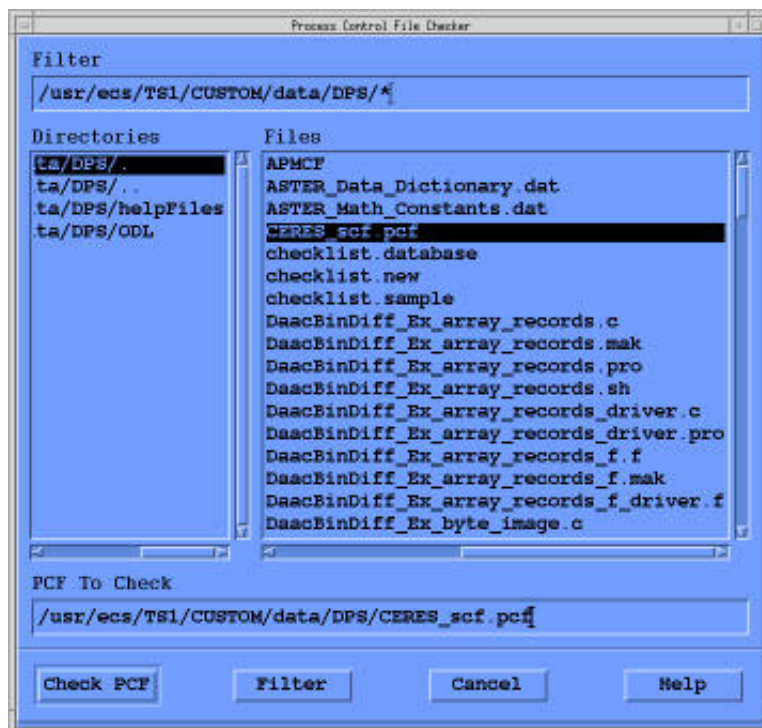 Process Control File Checker
Filter
/usr/ecs/TS1/CUSTOM/data/DPS/*
Directories
ta/DPS/.
ta/DPS/..
ta/DPS/helpFiles
ta/DPS/ODL
Files
APMCF
ASTER_Data_Dictionary.dat
ASTER_Math_Constants.dat
CERES_scf.pcf
checklist.database
checklist.new
checklist.sample
DaacBinDiff_Ex_array_records.c
DaacBinDiff_Ex_array_records.mak
DaacBinDiff_Ex_array_records.pro
DaacBinDiff_Ex_array_records.sh
DaacBinDiff_Ex_array_records_driver.c
DaacBinDiff_Ex_array_records_driver.pro
DaacBinDiff_Ex_array_records_f.f
DaacBinDiff_Ex_array_records_f.mak
DaacBinDiff_Ex_array_records_f_driver.f
DaacBinDiff_Ex_byte_image.c
PCF To Check
/usr/ecs/TS1/CUSTOM/data/DPS/CERES_scf.pcf
Check PCF
Filter
Cancel
Help